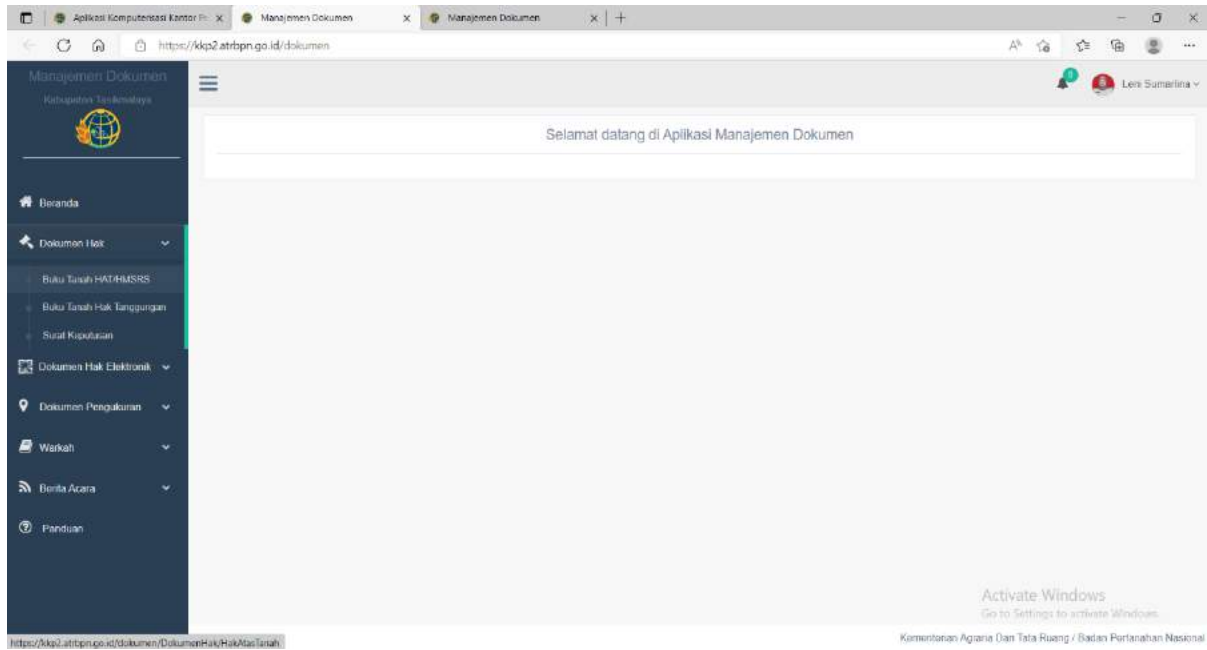 Aplikasi Komputerisasi Kantor Pe
Manajemen Dokumen
Manajemen Dokumen
https://kkp2.atrbpn.go.id/dokumen
Manajemen Dokumen
Kabupaten Tasikmalaya
Leni Sumarlina
Selamat datang di Aplikasi Manajemen Dokumen
Beranda
Dokumen Hak
Buku Tanah HAT/HMSRS
Buku Tanah Hak Tanggungan
Surat Keputusan
Dokumen Hak Elektronik
Dokumen Pengukuran
Warkah
Berita Acara
Panduan
Activate Windows
Go to Settings to activate Windows.
https://kkp2.atrbpn.go.id/dokumen/DokumenHak/HakAtasTanah
Kementerian Agraria Dan Tata Ruang / Badan Pertanahan Nasional